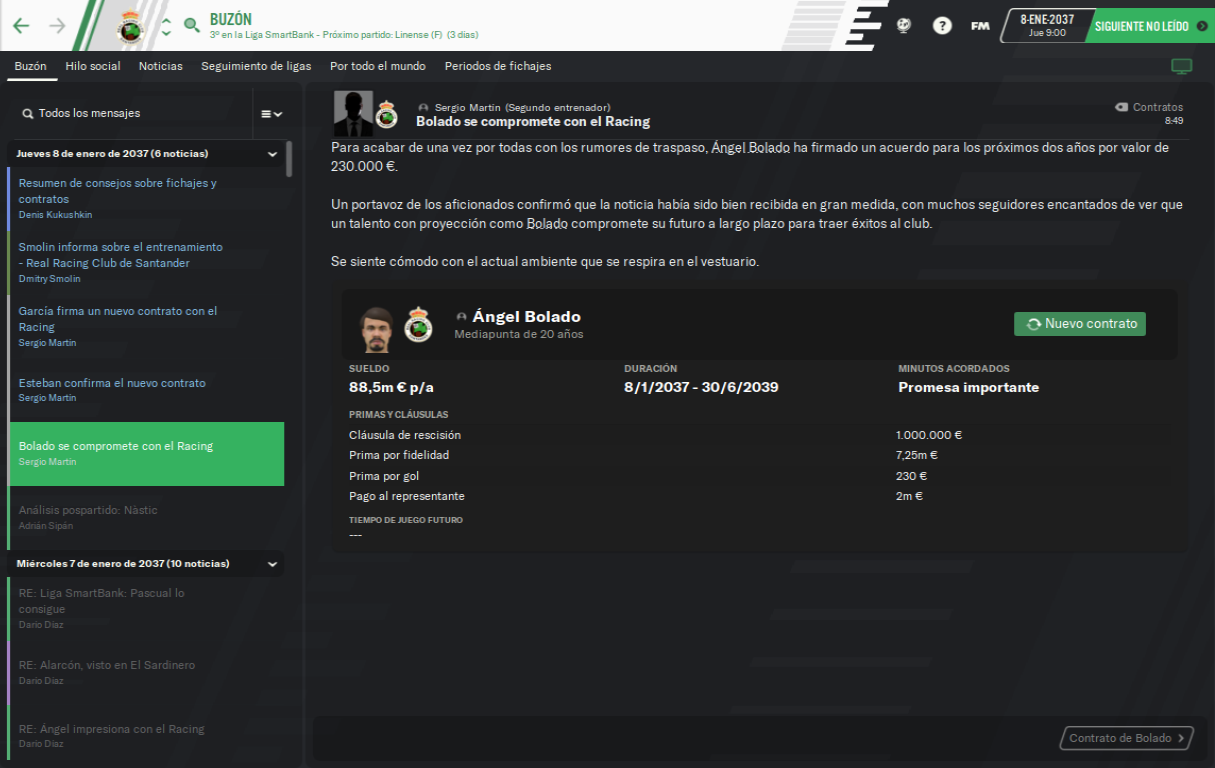 BUZÓN
3º en la Liga SmartBank - Próximo partido: Linense (F) (3 días)
FM
8-ENE-2037
Jue 9:00
SIGUIENTE NO LEÍDO
Buzón
Hilo social
Noticias
Seguimiento de ligas
Por todo el mundo
Periodos de fichajes
Todos los mensajes
Jueves 8 de enero de 2037 (6 noticias)
Resumen de consejos sobre fichajes y
contratos
Denis Kukushkin
Smolin informa sobre el entrenamiento
- Real Racing Club de Santander
Dmitry Smolin
García firma un nuevo contrato con el
Racing
Sergio Martín
Esteban confirma el nuevo contrato
Sergio Martín
Bolado se compromete con el Racing
Sergio Martín
Análisis pospartido: Nàstic
Adrián Sipán
Miércoles 7 de enero de 2037 (10 noticias)
RE: Liga SmartBank: Pascual lo
consigue
Darío Díaz
RE: Alarcón, visto en El Sardinero
Darío Díaz
RE: Ángel impresiona con el Racing
Darío Díaz
Sergio Martín (Segundo entrenador)
Bolado se compromete con el Racing
Contratos
8:49
Para acabar de una vez por todas con los rumores de traspaso, Ángel Bolado ha firmado un acuerdo para los próximos dos años por valor de
230.000 €.
Un portavoz de los aficionados confirmó que la noticia había sido bien recibida en gran medida, con muchos seguidores encantados de ver que
un talento con proyección como Bolado compromete su futuro a largo plazo para traer éxitos al club.
Se siente cómodo con el actual ambiente que se respira en el vestuario.
Ángel Bolado
Mediapunta de 20 años
Nuevo contrato
SUELDO
88,5m € p/a
DURACIÓN
8/1/2037 - 30/6/2039
MINUTOS ACORDADOS
Promesa importante
PRIMAS Y CLÁUSULAS
Cláusula de rescisión 1.000.000 €
Prima por fidelidad 7,25m €
Prima por gol 230 €
Pago al representante 2m €
TIEMPO DE JUEGO FUTURO
---
Contrato de Bolado